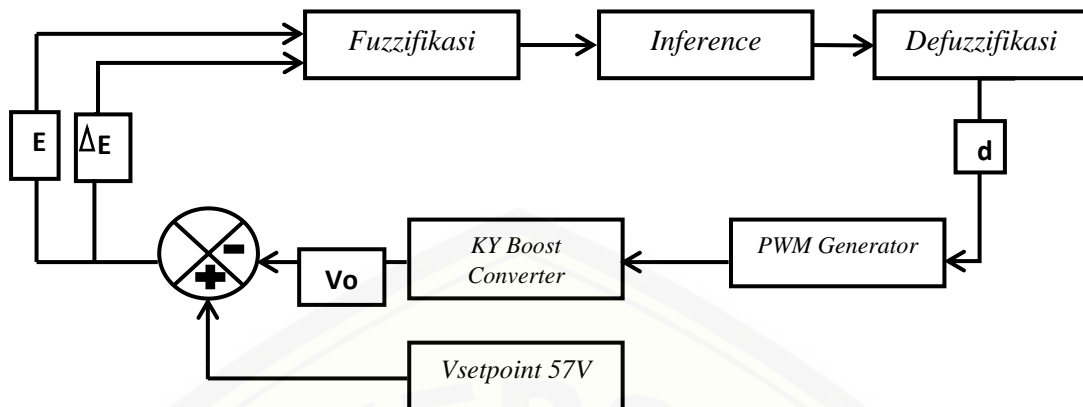 Fuzzifikasi
Inference
Defuzzifikasi
E
ΔE
d
KY Boost
Converter
PWM Generator
Vo
-
+
Vsetpoint 57V